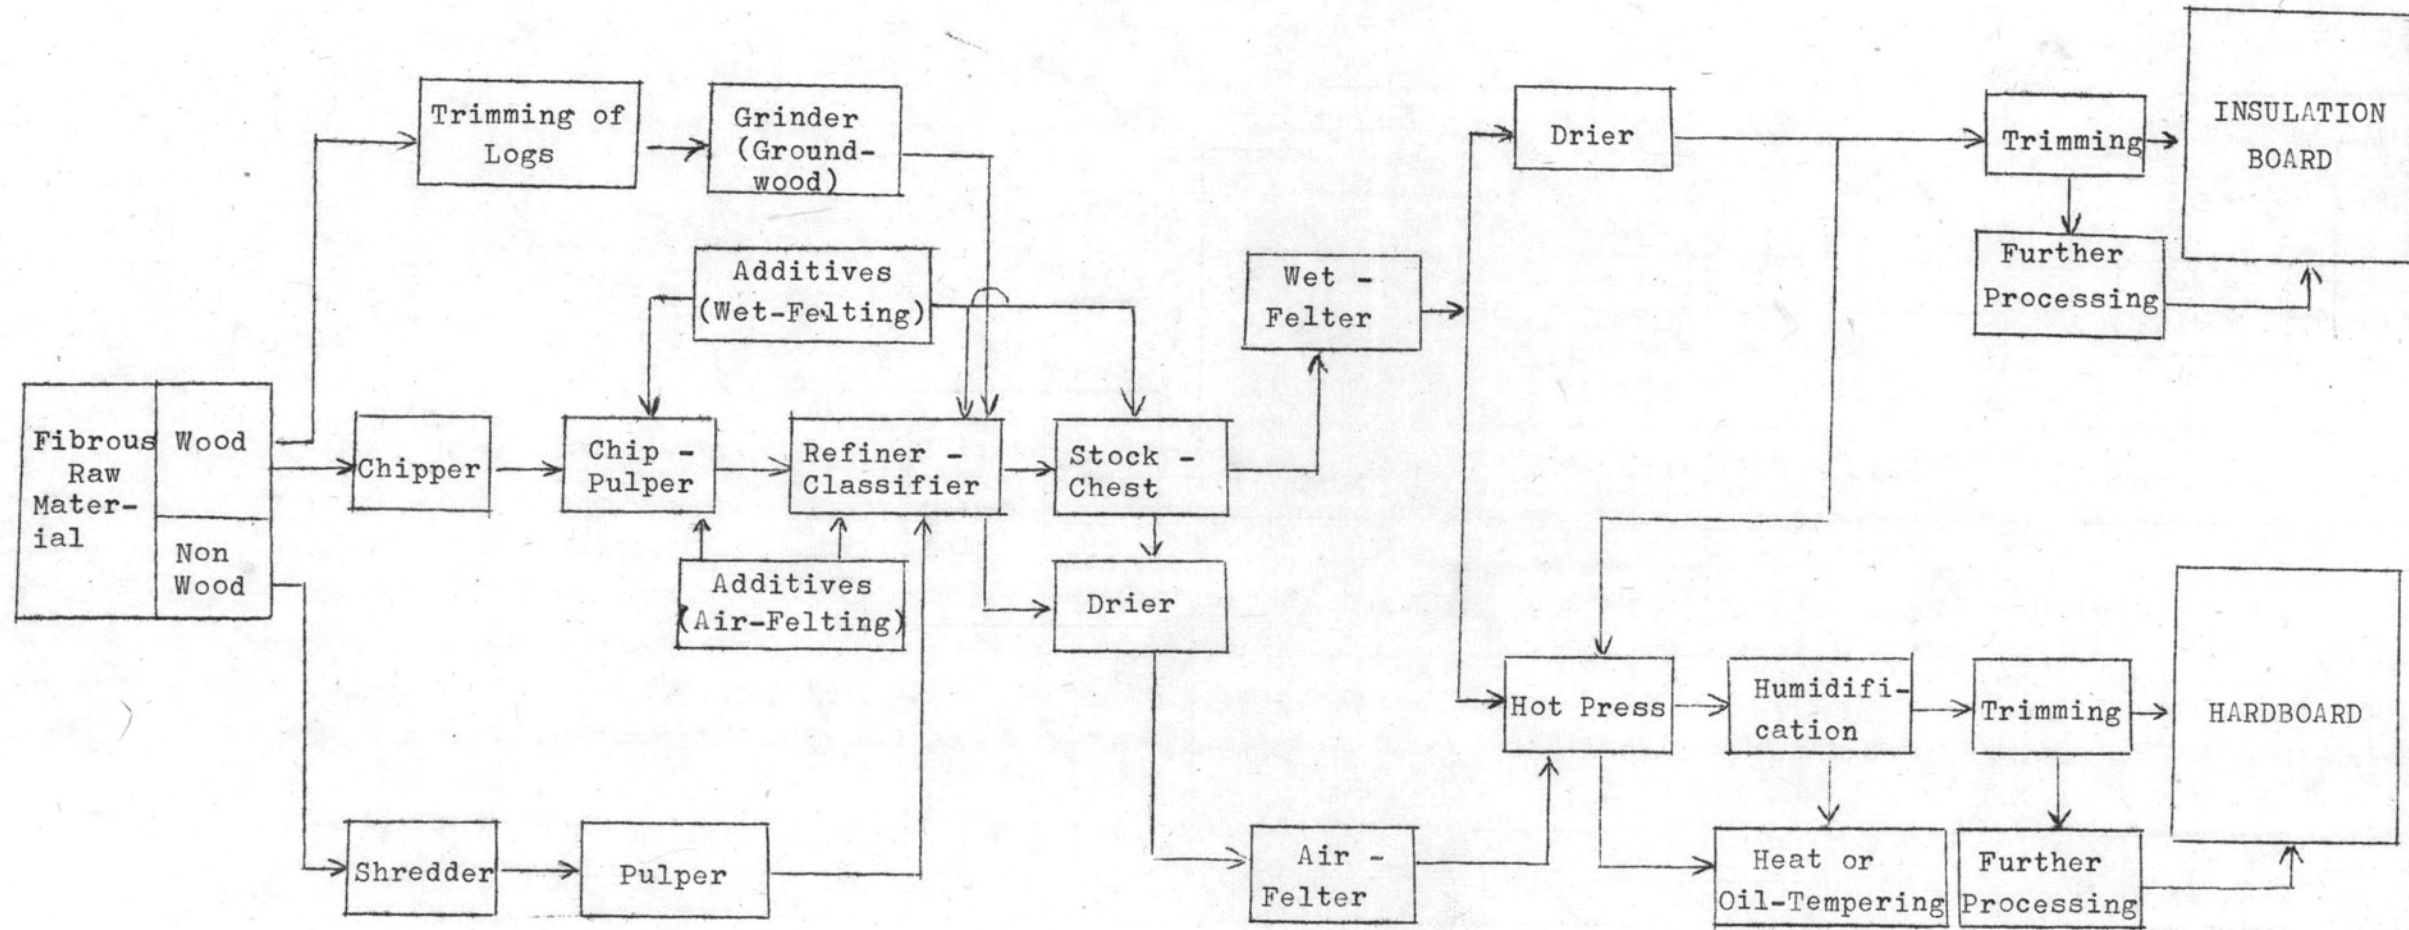 Trimming of
Logs
Grinder
(Ground-
wood)
Additives
(Wet-Felting)
Wet -
Felter
Drier
Trimming
INSULATION
BOARD
Further
Processing
Fibrous
Raw
Mater-
ial
Wood
Non
Wood
Chipper
Chip -
Pulper
Refiner -
Classifier
Stock -
Chest
Additives
(Air-Felting)
Drier
Hot Press
Humidifi-
cation
Trimming
HARDBOARD
Shredder
Pulper
Air -
Felter
Heat or
Oil-Tempering
Further
Processing